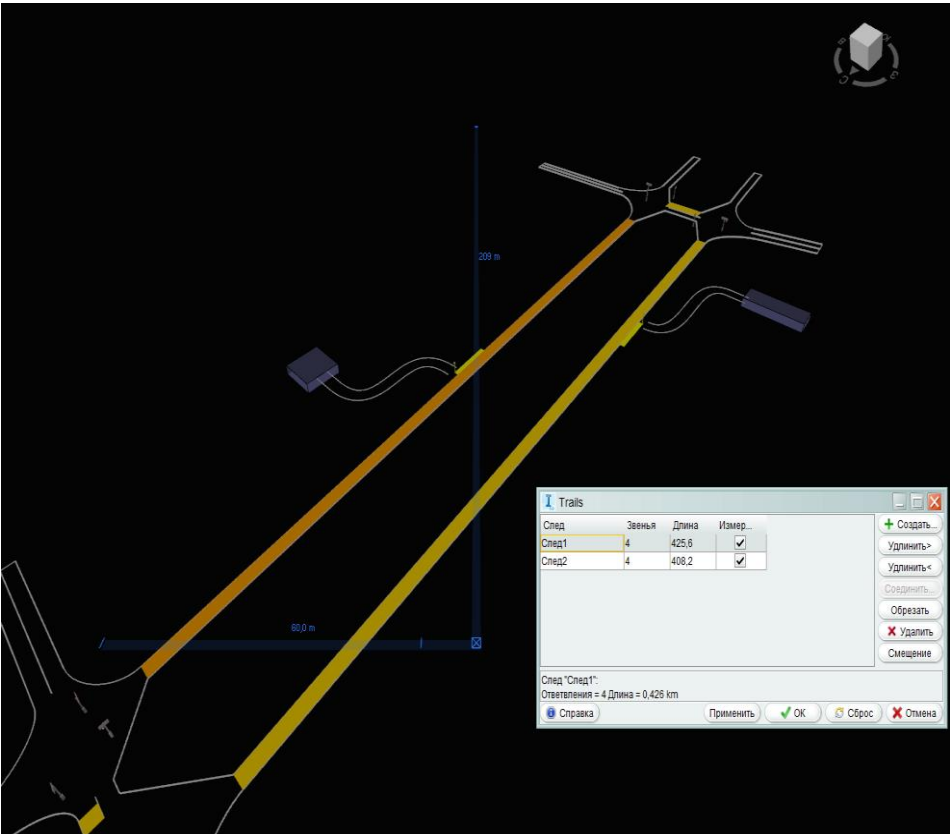 209 m
60,0 m
Trails
След Звенья Длина Измер...
След1 4 425,6
След2 4 408,2
+ Создать...
Удлинить>
Удлинить<
Соединить...
Обрезать
Удалить
Смещение
След "След1":
Ответвления = 4 Длина = 0,426 km
Справка Применить OK Сброс Отмена